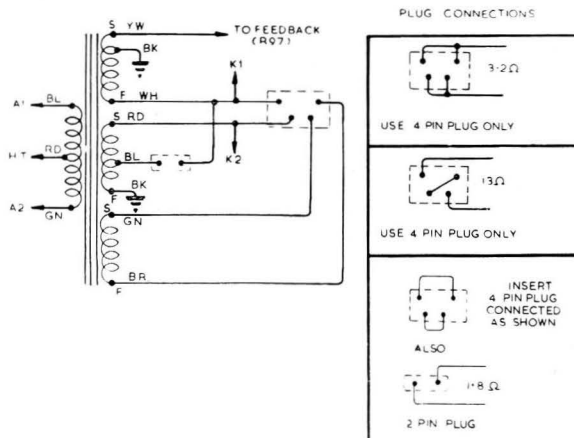 PLUG CONNECTIONS
S YW
TO FEEDBACK
(R97)
BK
K1
F WH
A1 BL
S RD
HT RD
BL
K2
BK
F
A2 GN
S GN
BR
F
3·2Ω
USE 4 PIN PLUG ONLY
13Ω
USE 4 PIN PLUG ONLY
INSERT
4 PIN PLUG
CONNECTED
AS SHOWN
ALSO
1·8Ω
2 PIN PLUG